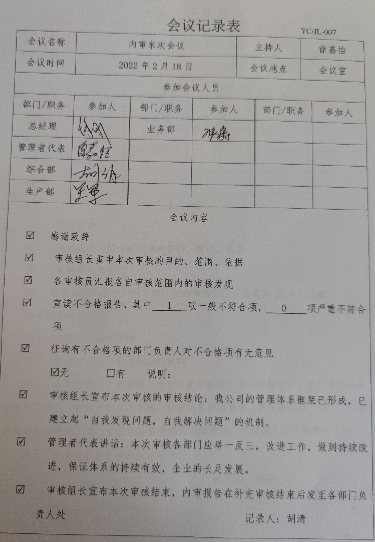 会议记录表
YC/JL-007
会议名称 内审末次会议 主持人 徐嘉怡
会议时间 2022年2月18日 会议地点 会议室
参加会议人员
部门/职务 参加人 部门/职务 参加人 部门/职务 参加人
总经理 业务部
管理者代表
综合部
生产部
会议内容
☑ 感谢致辞
☑ 审核组长重申本次审核的目的、范围、依据
☑ 各审核员汇报各自审核范围内的审核发现
☑ 宣读不合格报告，其中 1 项一般不符合项， 0 项严重不符合
项
☑ 征询有不合格项的部门负责人对不合格项有无意见
☑无 □有 说明：
☑ 审核组长宣布本次审核的审核结论：我公司的管理体系框架已形成，已
建立起“自我发现问题，自我解决问题”的机制。
☑ 管理者代表讲话：本次审核各部门应举一反三，改进工作，做到持续改
进，保证体系的持续有效，企业的长足发展。
☑ 审核组长宣布本次审核结束，内审报告在补充审核结束后发至各部门负
责人处 记录人：胡清